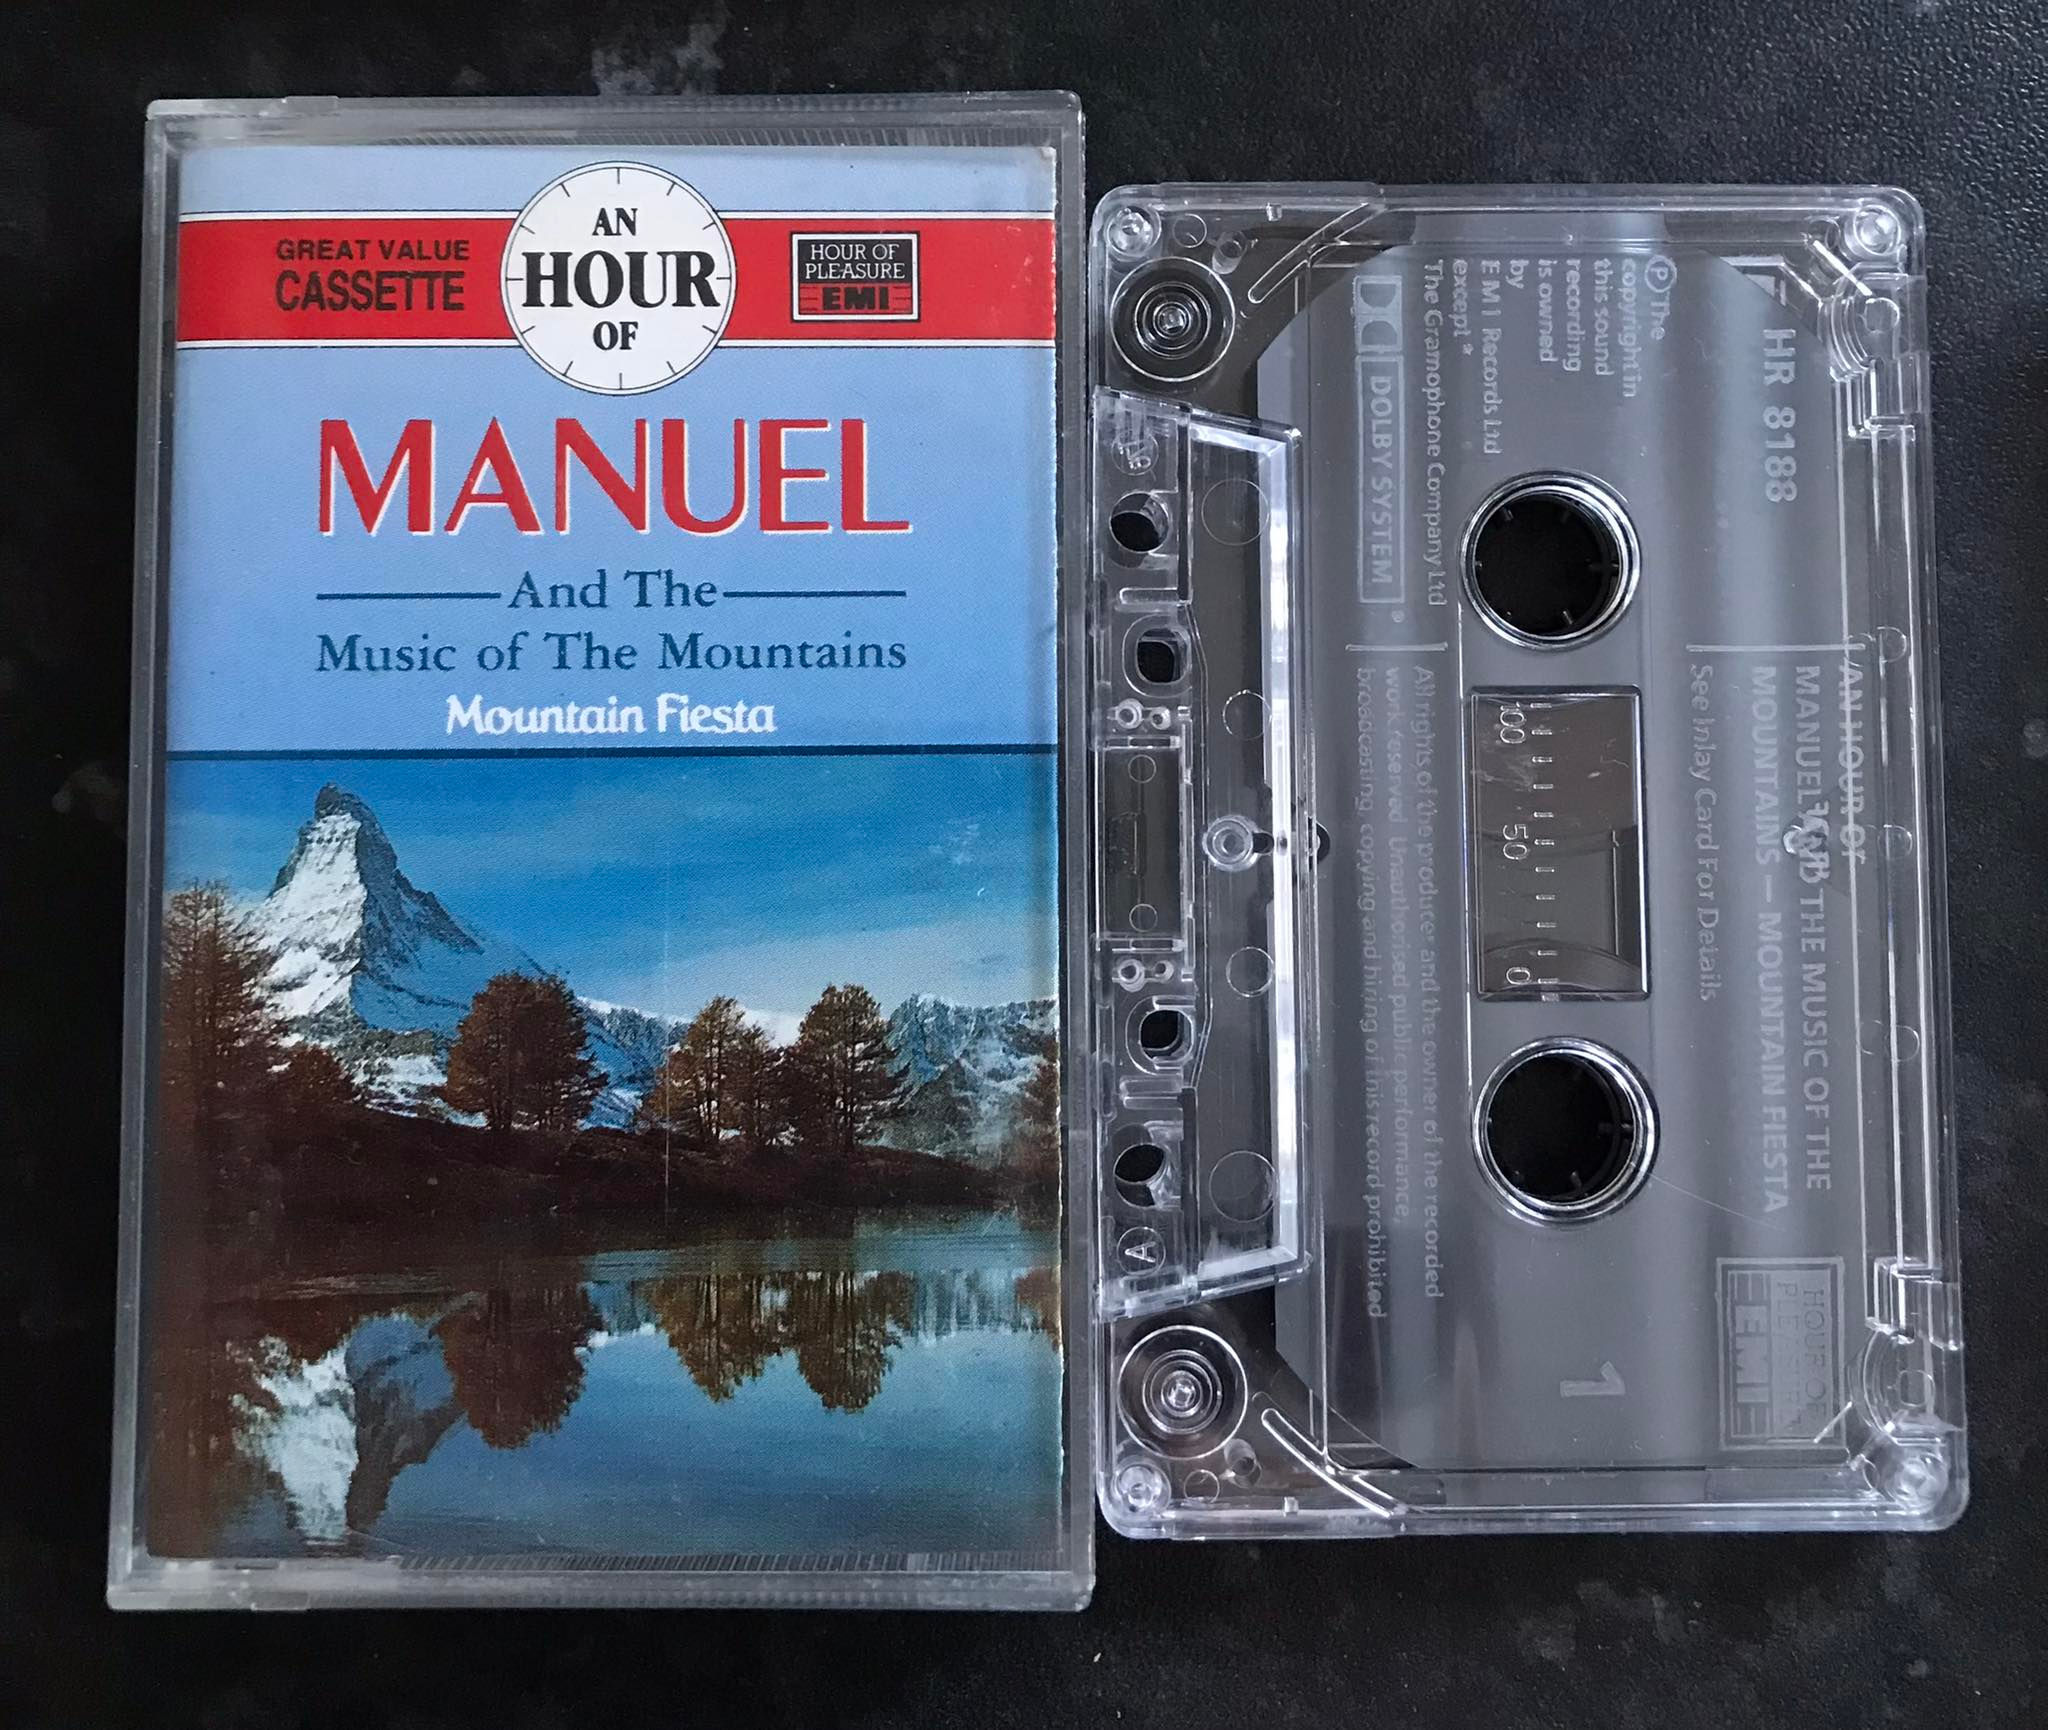 GREAT VALUE
CASSETTE
AN
HOUR
OF
HOUR OF
PLEASURE
EMI
MANUEL
And The
Music of The Mountains
Mountain Fiesta
HR 8188
AN HOUR OF
MANUEL AND THE MUSIC OF THE
MOUNTAINS – MOUNTAIN FIESTA
See Inlay Card For Details
HOUR OF
PLEASURE
EMI
1
℗ The
copyright in
this sound
recording
is owned
by
EMI Records Ltd
except *
The Gramophone Company Ltd
DOLBY SYSTEM®
100 50 0
All rights of the producer and the owner of the recorded
work reserved. Unauthorised public performance,
broadcasting, copying and hiring of this record prohibited
A